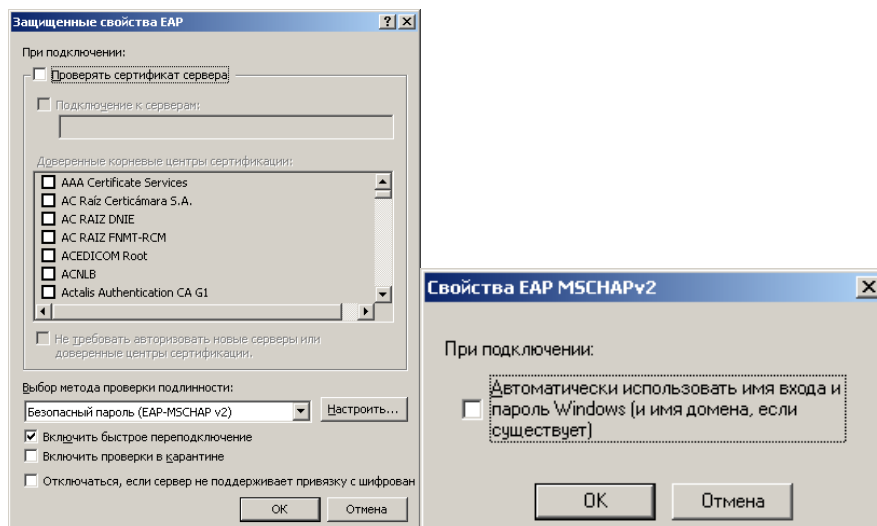 Защищенные свойства EAP
При подключении:
Проверять сертификат сервера
Подключение к серверам:
Доверенные корневые центры сертификации:
AAA Certificate Services
AC Raíz Certicámara S.A.
AC RAIZ DNIE
AC RAIZ FNMT-RCM
ACEDICOM Root
ACNLB
Actalis Authentication CA G1
Не требовать авторизовать новые серверы или
доверенные центры сертификации.
Выбор метода проверки подлинности:
Безопасный пароль (EAP-MSCHAP v2)
Настроить...
Включить быстрое переподключение
Включить проверки в карантине
Отключаться, если сервер не поддерживает привязку с шифрован
ОК
Отмена
Свойства EAP MSCHAPv2
При подключении:
Автоматически использовать имя входа и
пароль Windows (и имя домена, если
существует)
ОК
Отмена